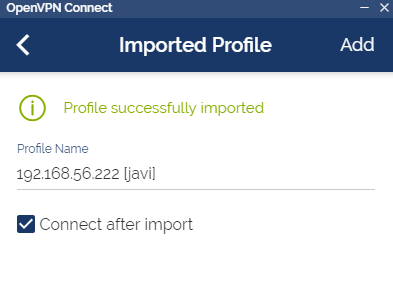 OpenVPN Connect
Imported Profile Add
Profile successfully imported
Profile Name
192.168.56.222 [javi]
Connect after import